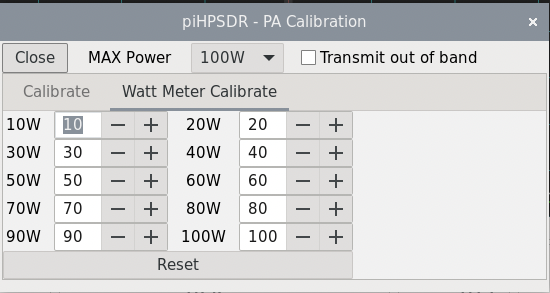 piHPSDR - PA Calibration ×
Close MAX Power 100W Transmit out of band
Calibrate Watt Meter Calibrate
10W 10 − + 20W 20 − +
30W 30 − + 40W 40 − +
50W 50 − + 60W 60 − +
70W 70 − + 80W 80 − +
90W 90 − + 100W 100 − +
Reset